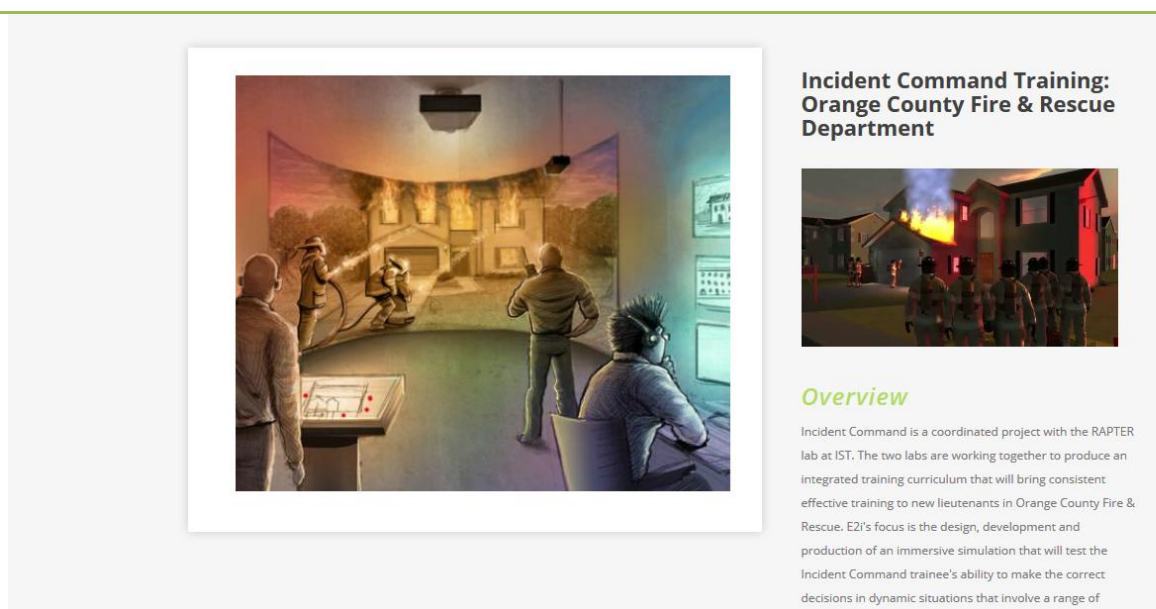 Incident Command Training:
Orange County Fire & Rescue
Department
Overview
Incident Command is a coordinated project with the RAPTER
lab at IST. The two labs are working together to produce an
integrated training curriculum that will bring consistent
effective training to new lieutenants in Orange County Fire &
Rescue. E2i's focus is the design, development and
production of an immersive simulation that will test the
Incident Command trainee's ability to make the correct
decisions in dynamic situations that involve a range of